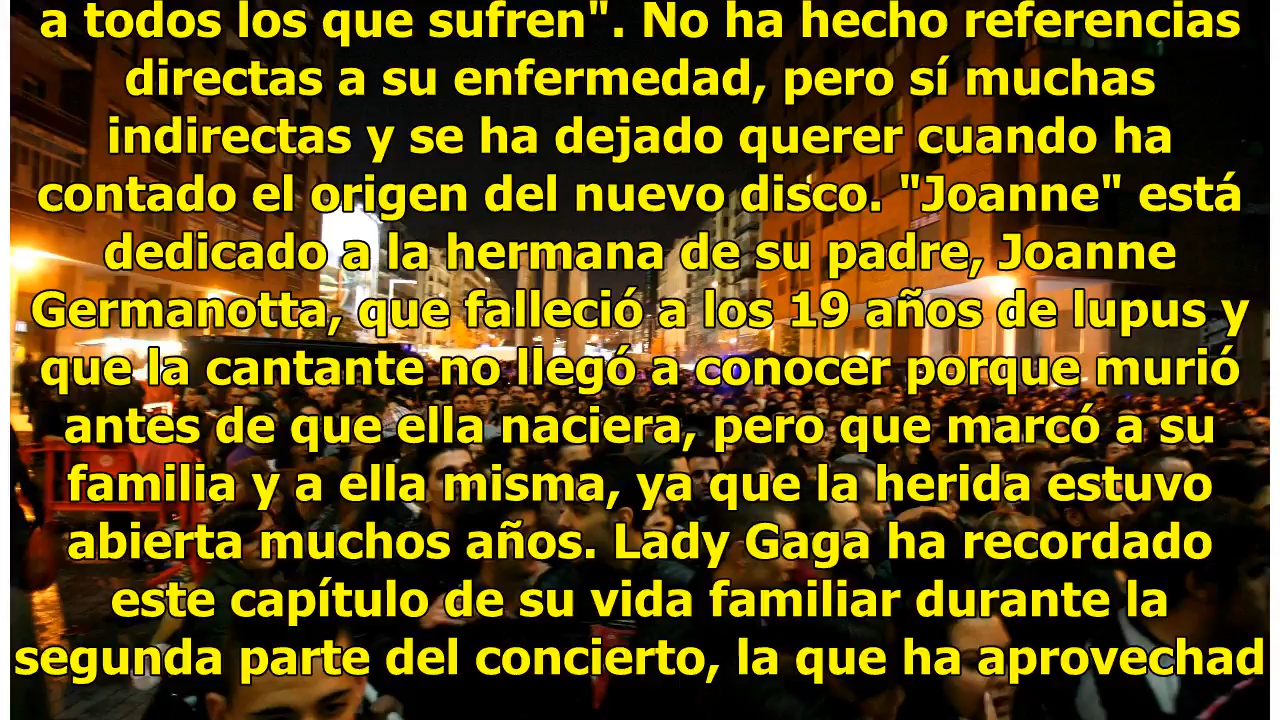 a todos los que sufren". No ha hecho referencias
directas a su enfermedad, pero sí muchas
indirectas y se ha dejado querer cuando ha
contado el origen del nuevo disco. "Joanne" está
dedicado a la hermana de su padre, Joanne
Germanotta, que falleció a los 19 años de lupus y
que la cantante no llegó a conocer porque murió
antes de que ella naciera, pero que marcó a su
familia y a ella misma, ya que la herida estuvo
abierta muchos años. Lady Gaga ha recordado
este capítulo de su vida familiar durante la
segunda parte del concierto, la que ha aprovechad